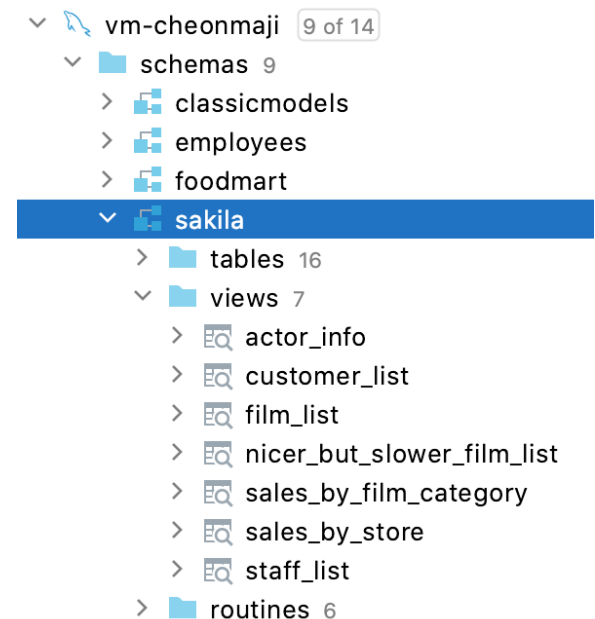 vm-cheonmaji 9 of 14
schemas 9
classicmodels
employees
foodmart
sakila
tables 16
views 7
actor_info
customer_list
film_list
nicer_but_slower_film_list
sales_by_film_category
sales_by_store
staff_list
routines 6